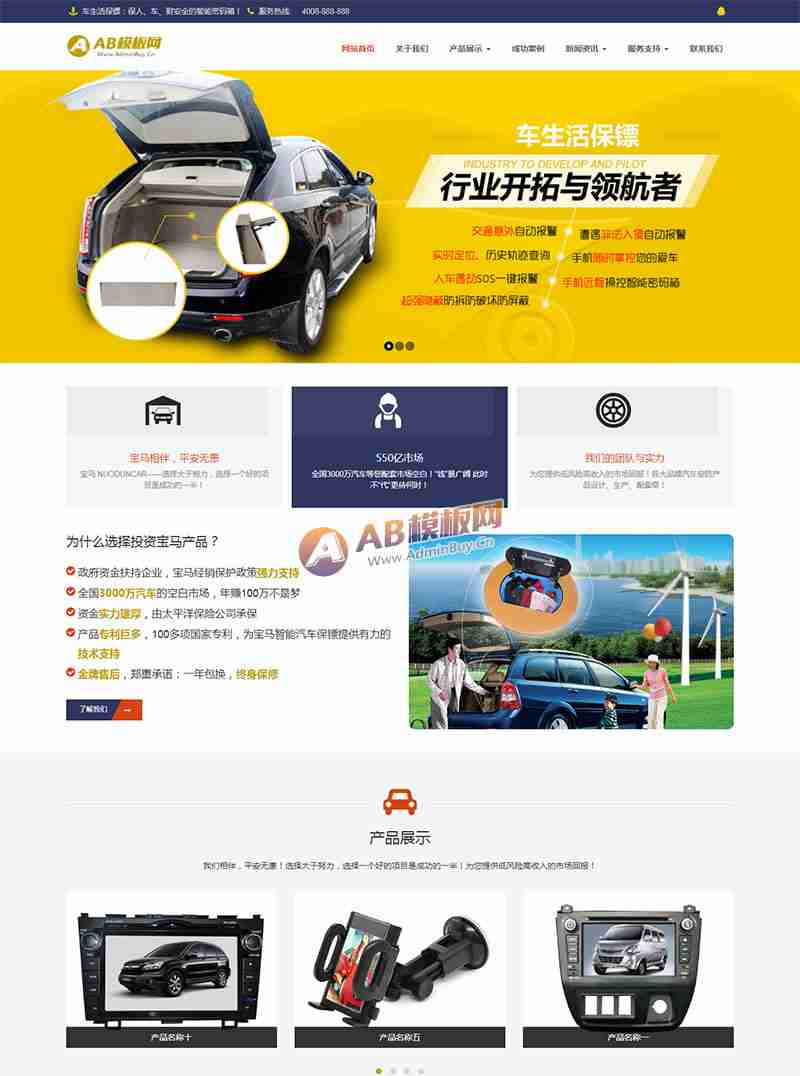 车生活保镖：保人、车、财安全的智能密码箱！ 服务热线： 4008-888-888
AB模板网
Www.AdminBuy.Cn
网站首页 关于我们 产品展示 成功案例 新闻资讯 服务支持 联系我们
车生活保镖
INDUSTRY TO DEVELOP AND PILOT
行业开拓与领航者
交通意外自动报警 遭遇非法入侵自动报警
实时定位、历史轨迹查询 手机随时掌控您的爱车
人车遇劫SOS一键报警 手机远程操控智能密码箱
超强隐蔽防拆防破坏防屏蔽
宝马相伴，平安无患
宝马 NUODUNCAR——选择大于努力，选择一个好的项
目是成功的一半！
550亿市场
全国3000万汽车等您配套市场空白！“钱”景广阔 此时
不“代”更待何时！
我们的团队与实力
为您提供低风险高收入的市场回报！各大品牌汽车安防产
品设计、生产、配套商！
AB模板网
Www.AdminBuy.Cn
为什么选择投资宝马产品？
政府资金扶持企业，宝马经销保护政策强力支持
全国3000万汽车的空白市场，年赚100万不是梦
资金实力雄厚，由太平洋保险公司承保
产品专利巨多，100多项国家专利，为宝马智能汽车保镖提供有力的
技术支持
金牌售后，郑重承诺：一年包换，终身保修
了解我们
产品展示
我们相伴，平安无患！选择大于努力，选择一个好的项目是成功的一半！为您提供低风险高收入的市场回报！
产品名称十 产品名称五 产品名称一